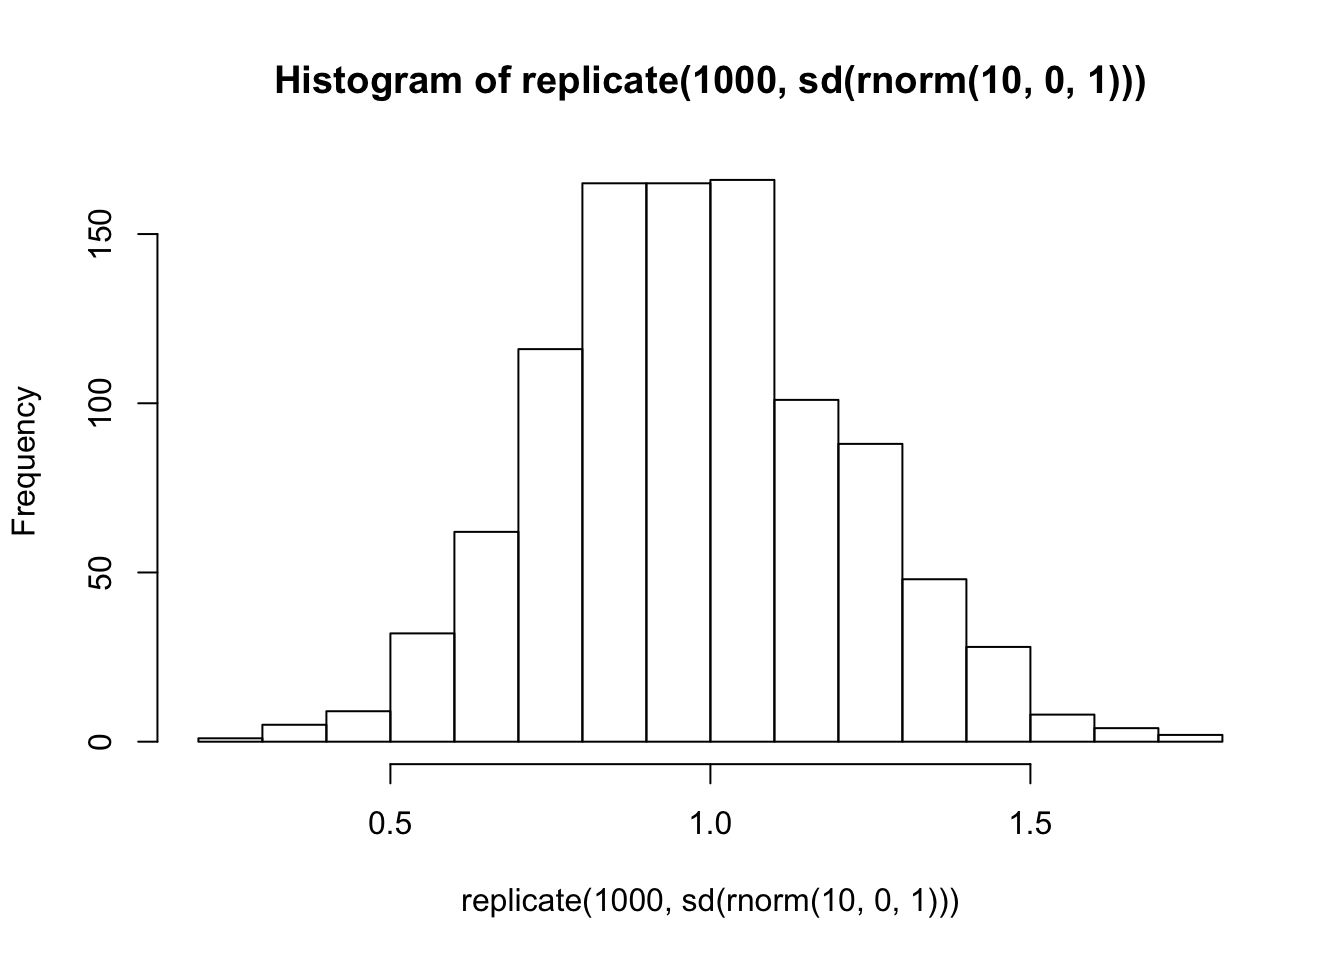 Histogram of replicate(1000, sd(rnorm(10, 0, 1)))
Frequency
150
100
50
0
0.5 1.0 1.5
replicate(1000, sd(rnorm(10, 0, 1)))